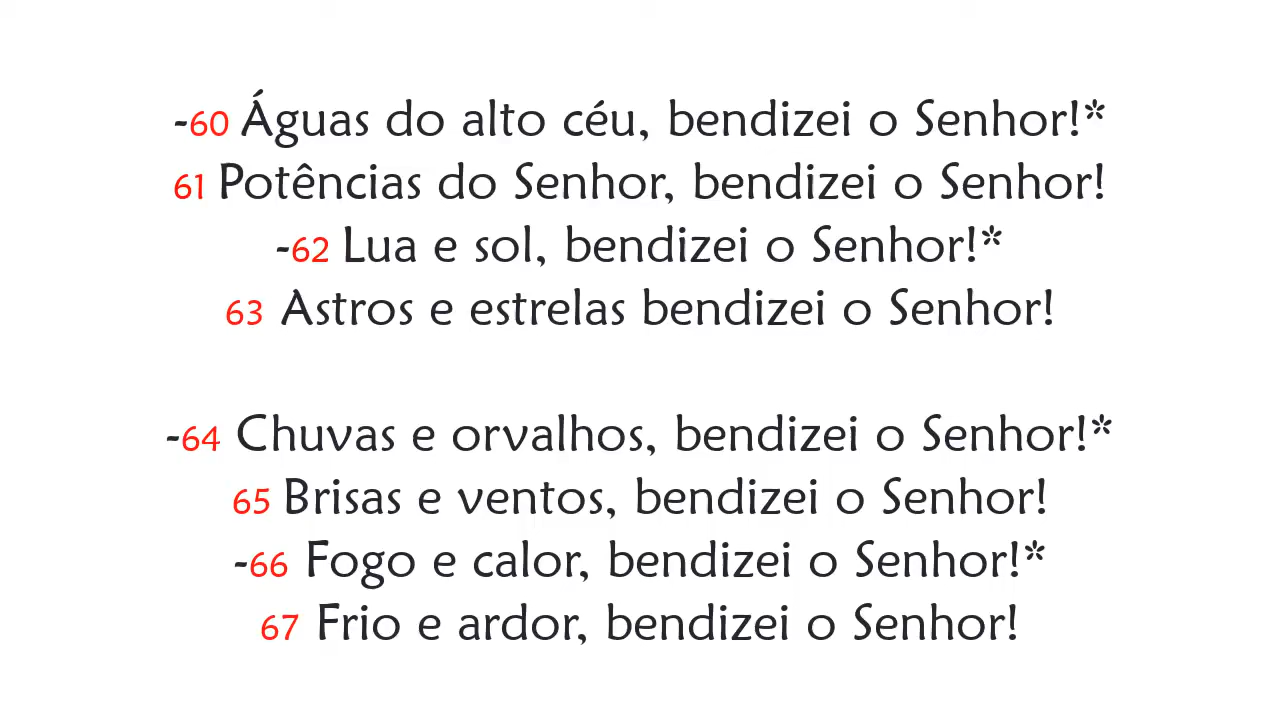 -60 Águas do alto céu, bendizei o Senhor!*
61 Potências do Senhor, bendizei o Senhor!
-62 Lua e sol, bendizei o Senhor!*
63 Astros e estrelas bendizei o Senhor!
-64 Chuvas e orvalhos, bendizei o Senhor!*
65 Brisas e ventos, bendizei o Senhor!
-66 Fogo e calor, bendizei o Senhor!*
67 Frio e ardor, bendizei o Senhor!